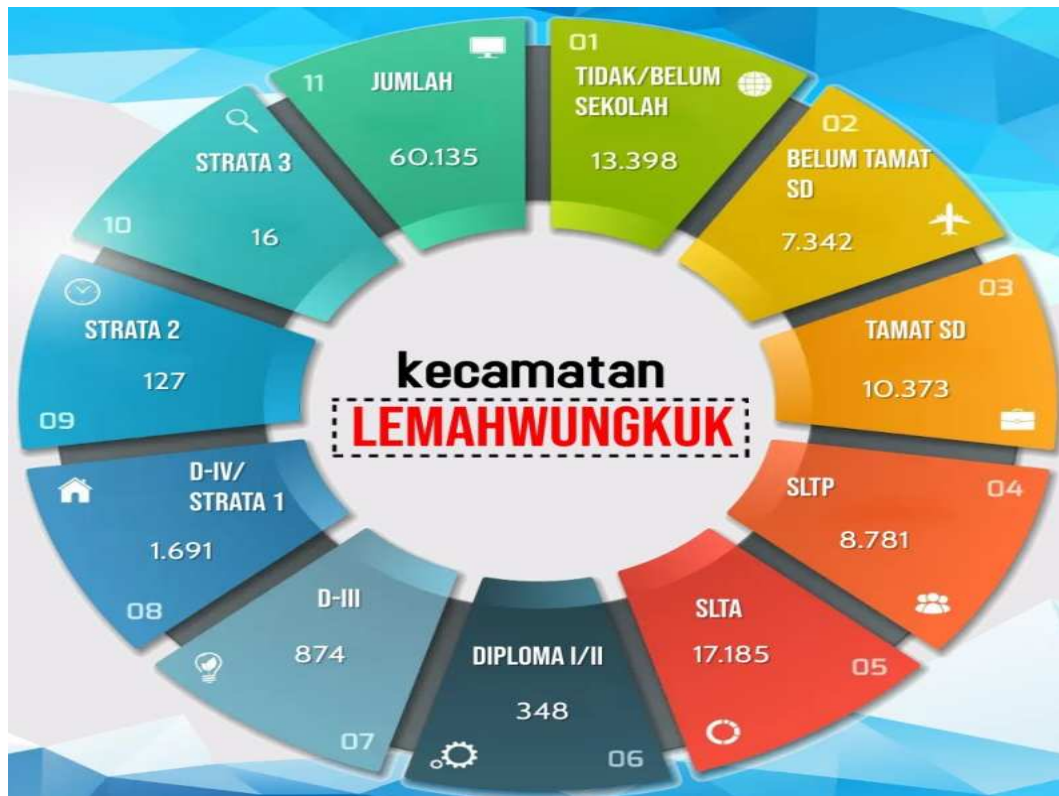 kecamatan
LEMAHWUNGKUK
01
TIDAK/BELUM
SEKOLAH
13.398
02
BELUM TAMAT
SD
7.342
03
TAMAT SD
10.373
04
SLTP
8.781
05
SLTA
17.185
06
DIPLOMA I/II
348
07
D-III
874
08
D-IV/
STRATA 1
1.691
09
STRATA 2
127
10
STRATA 3
16
11
JUMLAH
60.135